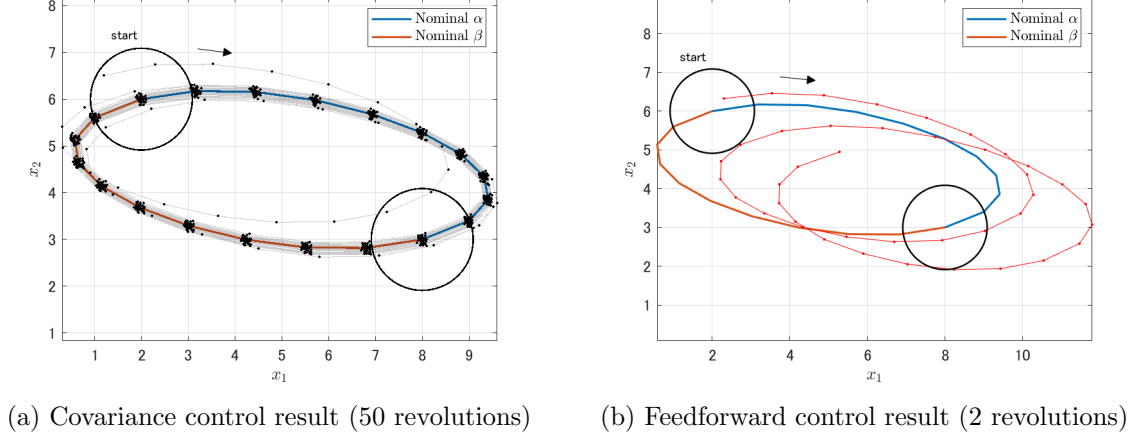 8
7
6
5
4
3
2
1
x2
start
Nominal α
Nominal β
1
2
3
4
5
6
7
8
9
x1
(a) Covariance control result (50 revolutions)
8
7
6
5
4
3
2
1
x2
start
Nominal α
Nominal β
2
4
6
8
10
x1
(b) Feedforward control result (2 revolutions)